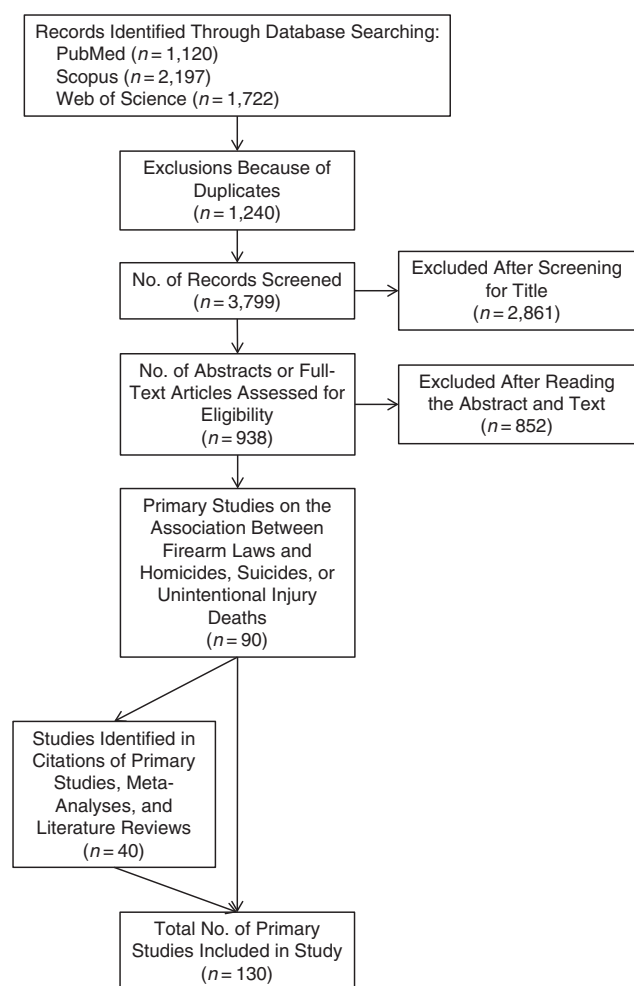 Records Identified Through Database Searching:
PubMed (n = 1,120)
Scopus (n = 2,197)
Web of Science (n = 1,722)
Exclusions Because of
Duplicates
(n = 1,240)
No. of Records Screened
(n = 3,799)
Excluded After Screening
for Title
(n = 2,861)
No. of Abstracts or Full-
Text Articles Assessed for
Eligibility
(n = 938)
Excluded After Reading
the Abstract and Text
(n = 852)
Primary Studies on the
Association Between
Firearm Laws and
Homicides, Suicides, or
Unintentional Injury
Deaths
(n = 90)
Studies Identified in
Citations of Primary
Studies, Meta-
Analyses, and
Literature Reviews
(n = 40)
Total No. of Primary
Studies Included in Study
(n = 130)